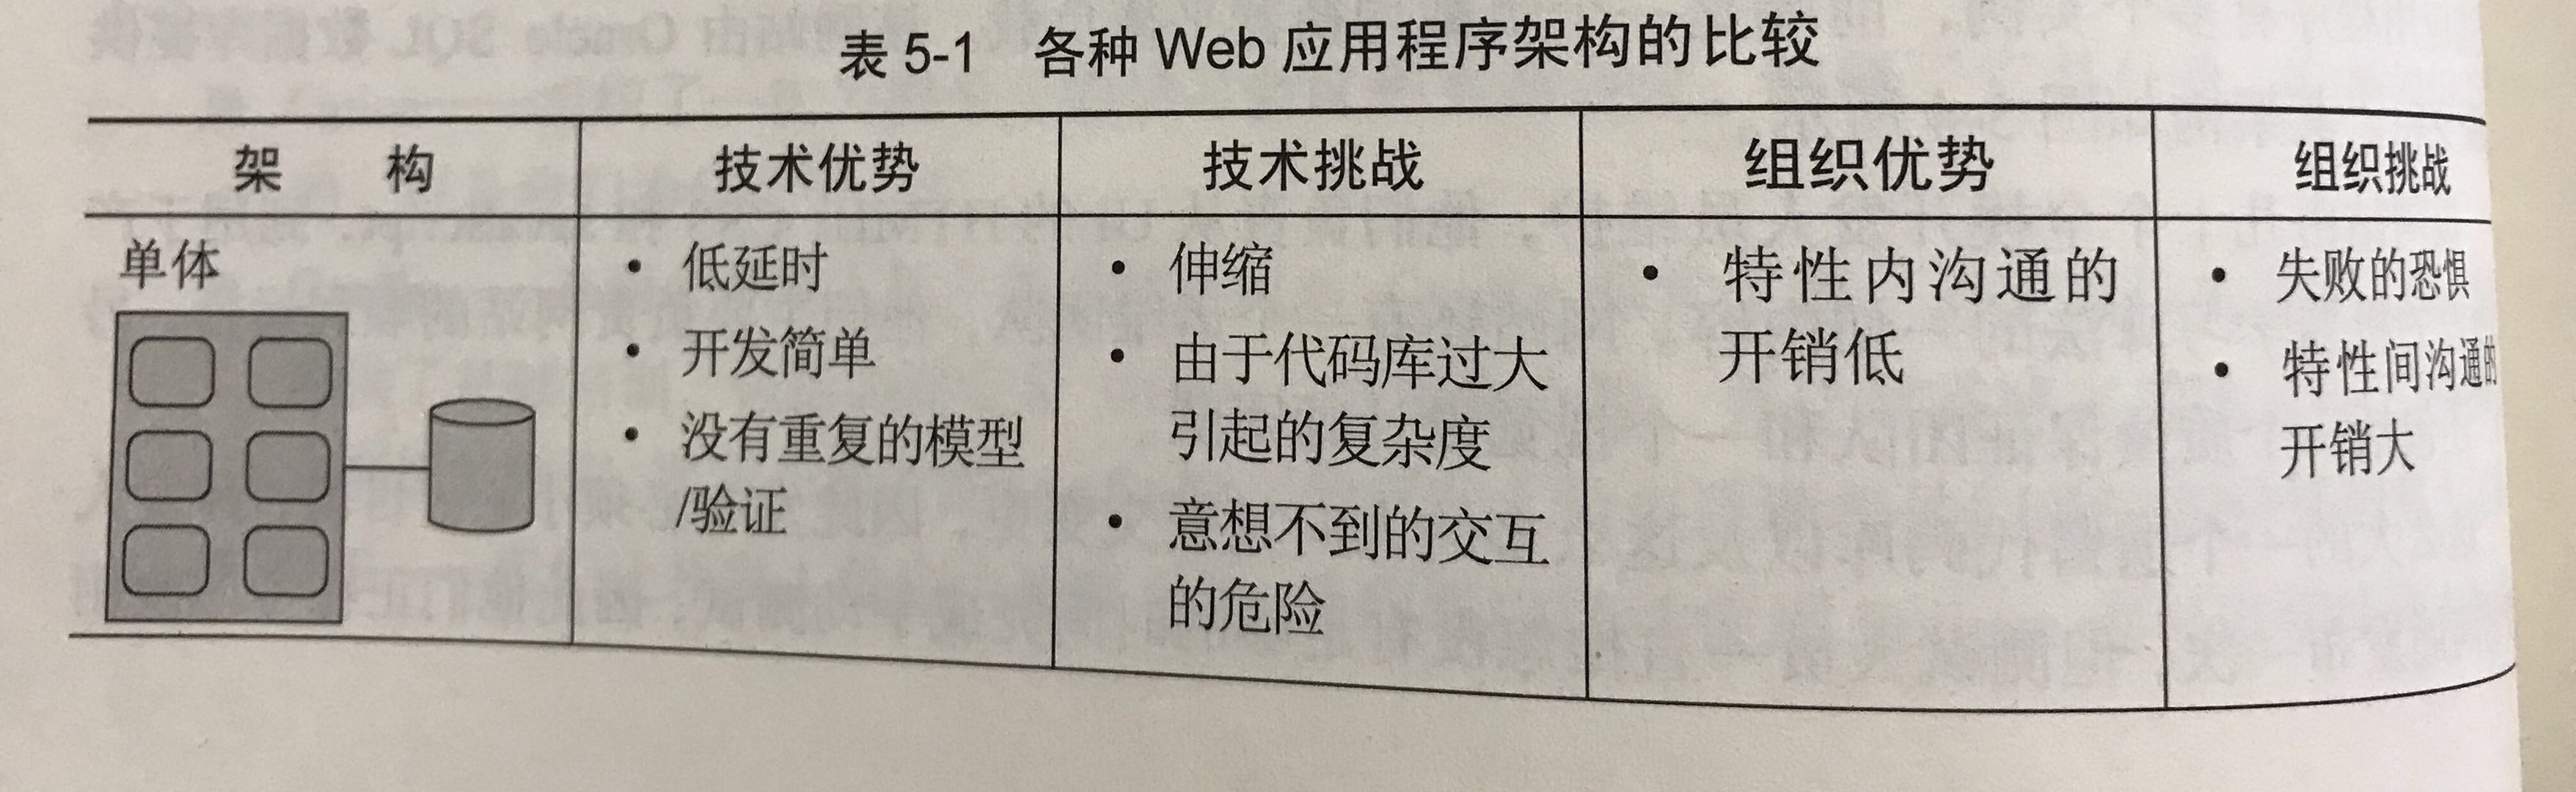 表 5-1 各种 Web 应用程序架构的比较
架 构
技术优势
技术挑战
组织优势
组织挑战
单体
• 低延时
• 开发简单
• 没有重复的模型
/验证
• 伸缩
• 由于代码库过大
引起的复杂度
• 意想不到的交互
的危险
• 特性内沟通的
开销低
• 失败的恐惧
• 特性间沟通的
开销大